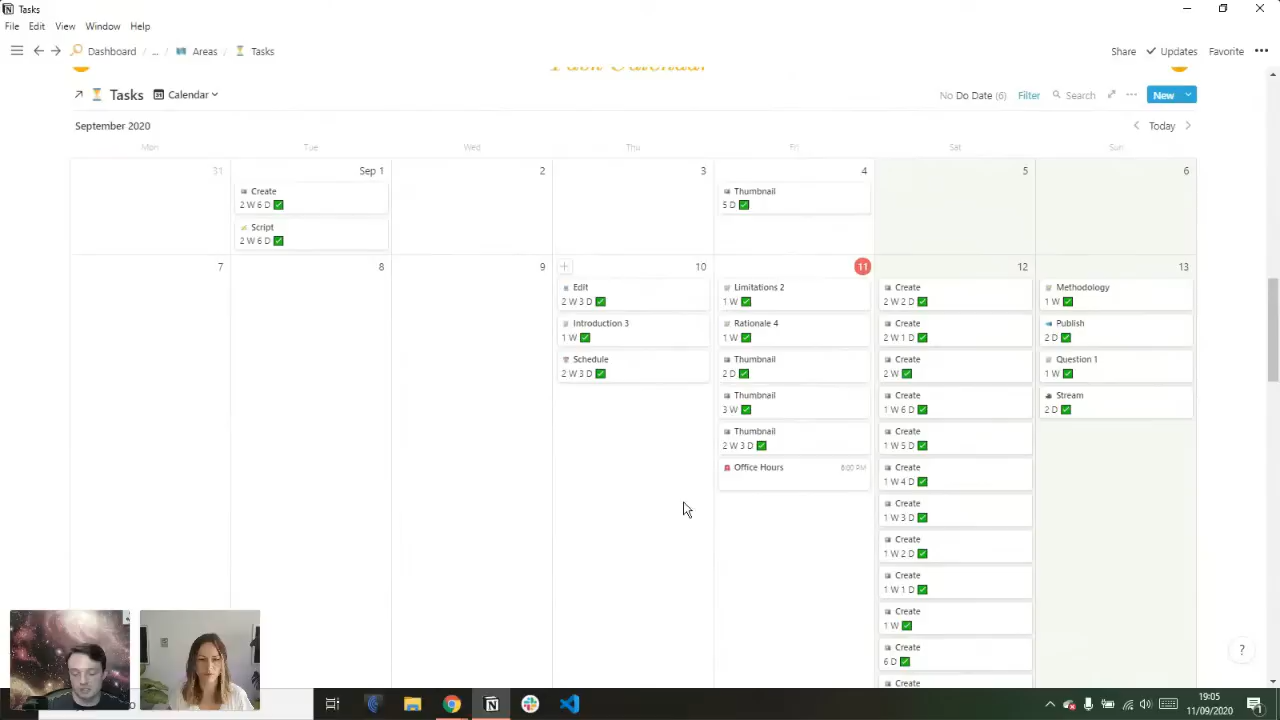 Tasks
File Edit View Window Help
Dashboard / ... / Areas / Tasks
Share Updates Favorite •••
Task Calendar
Tasks Calendar
No Do Date (6) Filter Search ••• New
September 2020
Today
Mon Tue Wed Thu Fri Sat Sun
31 Sep 1 2 3 4 5 6
Create
2 W 6 D ✅
Script
2 W 6 D ✅
Thumbnail
5 D ✅
7 8 9 10 11 12 13
Edit
2 W 3 D ✅
Introduction 3
1 W ✅
Schedule
2 W 3 D ✅
Limitations 2
1 W ✅
Rationale 4
1 W ✅
Thumbnail
2 D ✅
Thumbnail
3 W ✅
Thumbnail
2 W 3 D ✅
Office Hours 6:00 PM
Create
2 W 2 D ✅
Create
2 W 1 D ✅
Create
2 W ✅
Create
1 W 6 D ✅
Create
1 W 5 D ✅
Create
1 W 4 D ✅
Create
1 W 3 D ✅
Create
1 W 2 D ✅
Create
1 W 1 D ✅
Create
1 W ✅
Create
6 D ✅
Create
Methodology
1 W ✅
Publish
2 D ✅
Question 1
1 W ✅
Stream
2 D ✅
?
19:05
11/09/2020